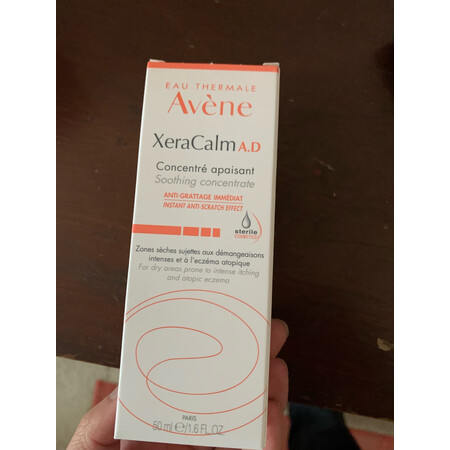 EAU THERMALE
Avène
XeraCalm A.D
Concentré apaisant
Soothing concentrate
ANTI-GRATTAGE IMMÉDIAT
INSTANT ANTI-SCRATCH EFFECT
sterile
COSMETICS
Zones sèches sujettes aux démangeaisons
intenses et à l'eczéma atopique
For dry areas prone to intense itching
and atopic eczema
PARIS
50 ml ℮/1.6 FL. OZ.